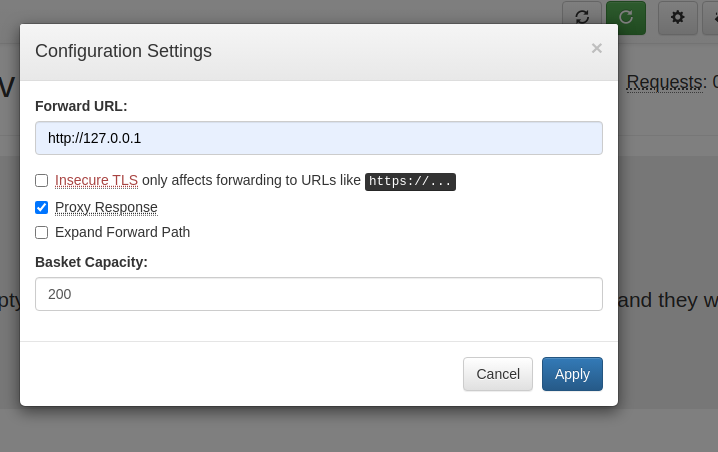 Requests: 0
Configuration Settings
×
Forward URL:
http://127.0.0.1
Insecure TLS only affects forwarding to URLs like https://...
Proxy Response
Expand Forward Path
Basket Capacity:
200
and they w
Cancel
Apply